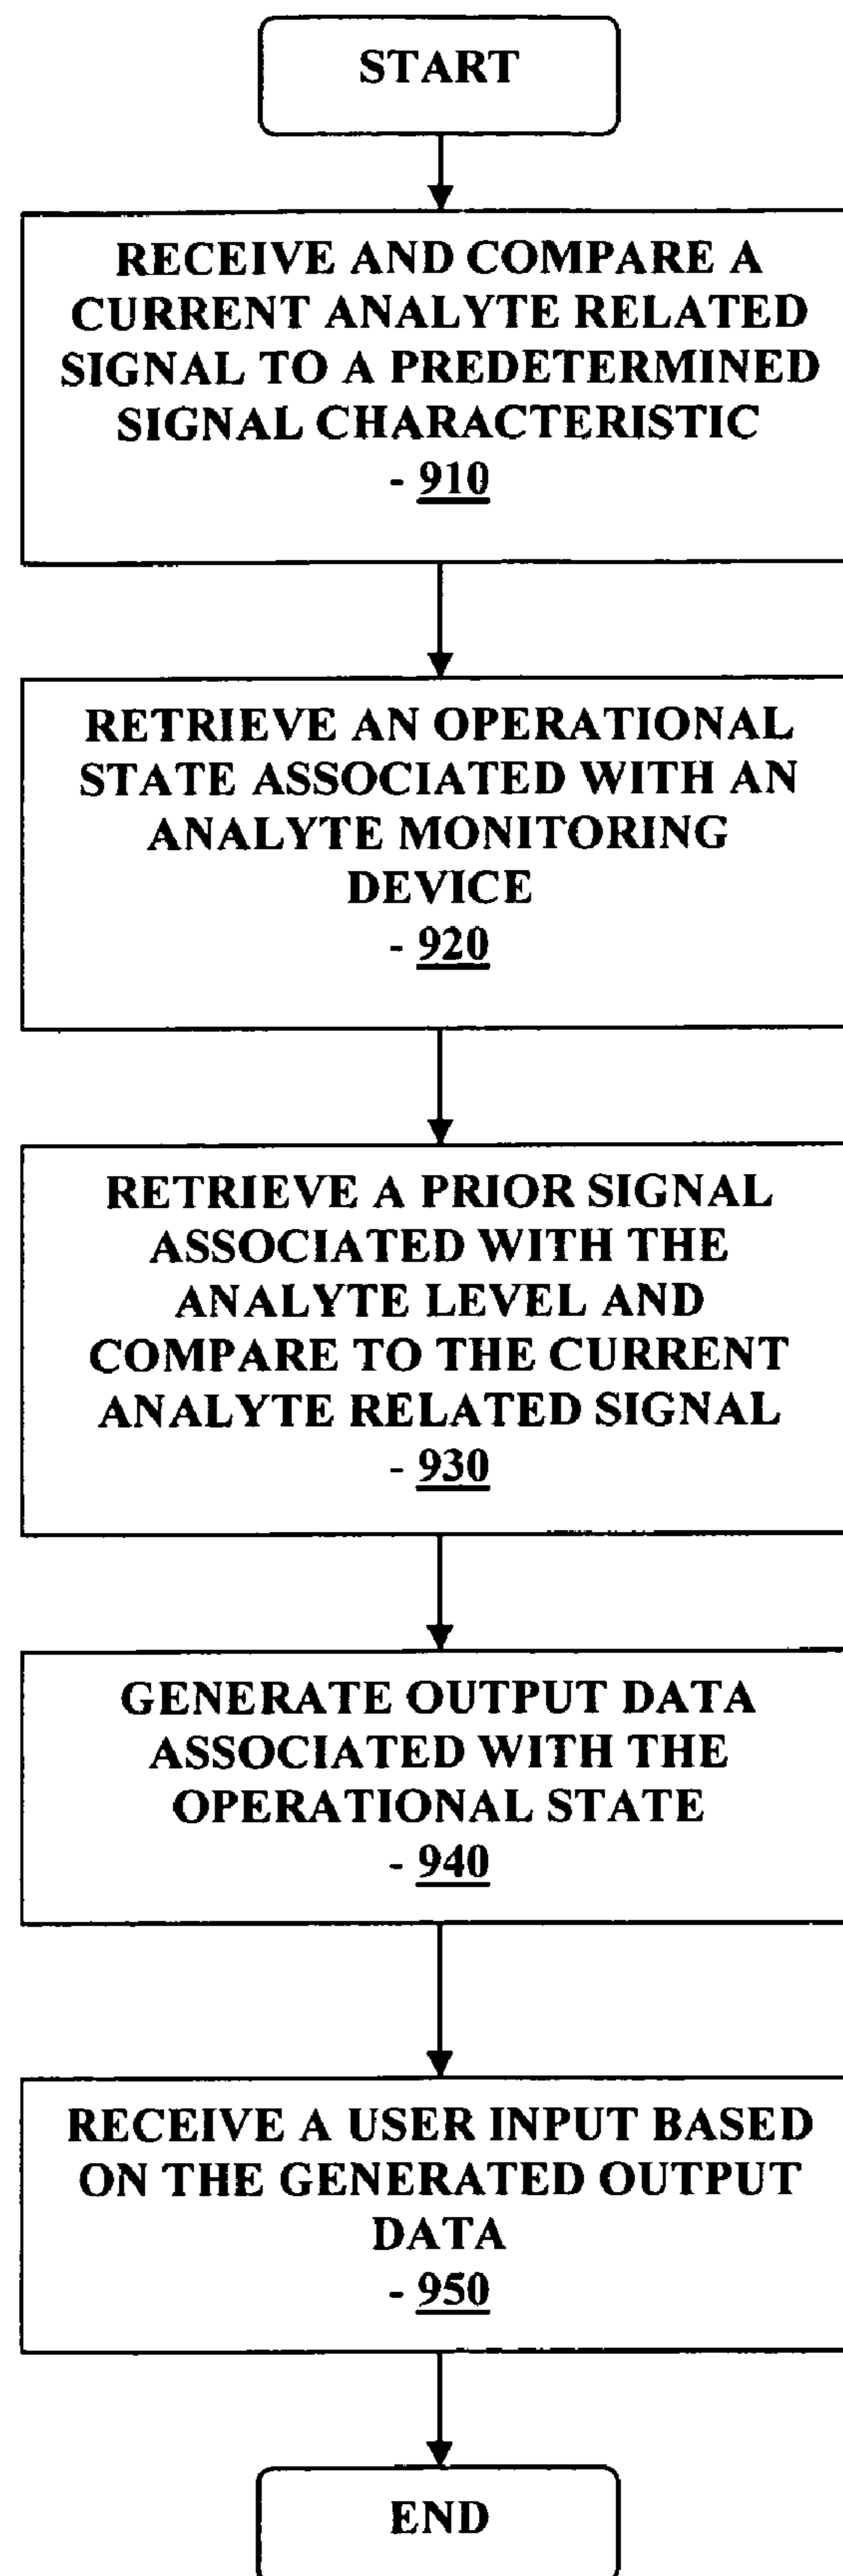 START
RECEIVE AND COMPARE A
CURRENT ANALYTE RELATED
SIGNAL TO A PREDETERMINED
SIGNAL CHARACTERISTIC
- 910
RETRIEVE AN OPERATIONAL
STATE ASSOCIATED WITH AN
ANALYTE MONITORING
DEVICE
- 920
RETRIEVE A PRIOR SIGNAL
ASSOCIATED WITH THE
ANALYTE LEVEL AND
COMPARE TO THE CURRENT
ANALYTE RELATED SIGNAL
- 930
GENERATE OUTPUT DATA
ASSOCIATED WITH THE
OPERATIONAL STATE
- 940
RECEIVE A USER INPUT BASED
ON THE GENERATED OUTPUT
DATA
- 950
END